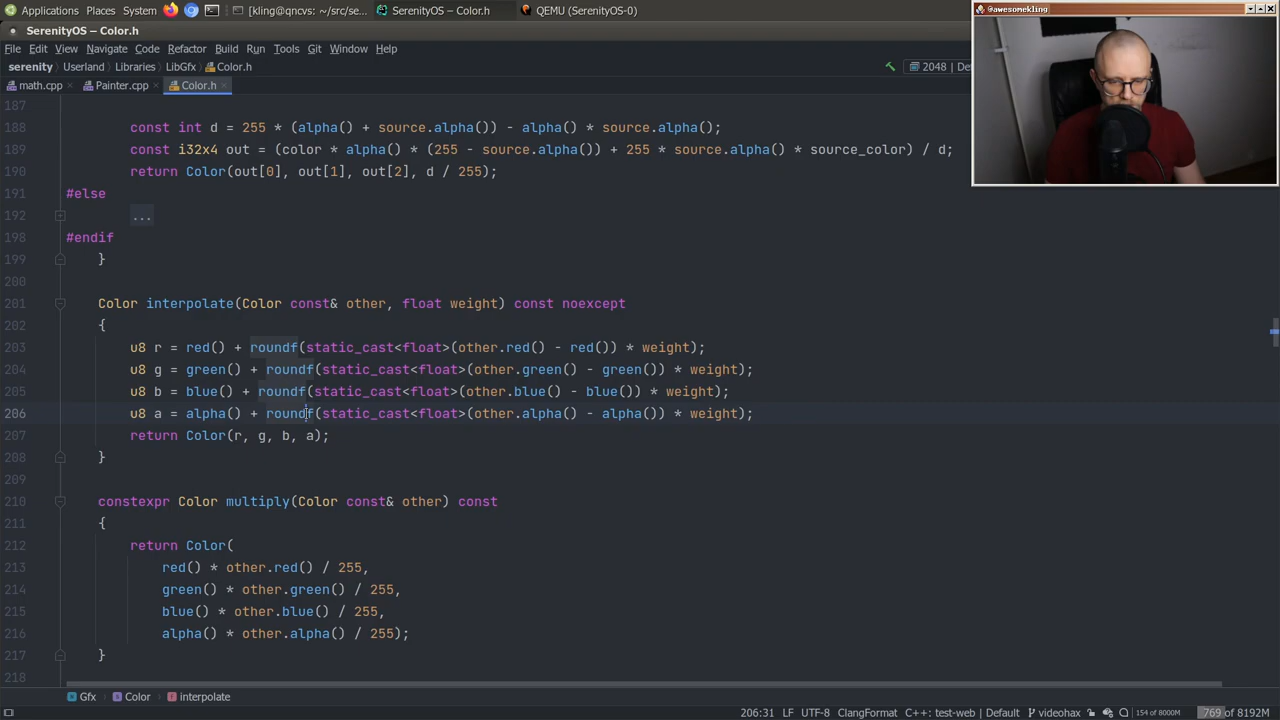 Applications Places System [kling@qncvs: ~/src/se... SerenityOS – Color.h QEMU (SerenityOS-0)
@awesomekling
SerenityOS – Color.h
File Edit View Navigate Code Refactor Build Run Tools Git Window Help
serenity Userland Libraries LibGfx Color.h 2048 | De
math.cpp Painter.cpp Color.h
187
188 const int d = 255 * (alpha() + source.alpha()) - alpha() * source.alpha();
189 const i32x4 out = (color * alpha() * (255 - source.alpha()) + 255 * source.alpha() * source_color) / d;
190 return Color(out[0], out[1], out[2], d / 255);
191 #else
192 ...
198 #endif
199 }
200
201 Color interpolate(Color const& other, float weight) const noexcept
202 {
203 u8 r = red() + roundf(static_cast<float>(other.red() - red()) * weight);
204 u8 g = green() + roundf(static_cast<float>(other.green() - green()) * weight);
205 u8 b = blue() + roundf(static_cast<float>(other.blue() - blue()) * weight);
206 u8 a = alpha() + roundf(static_cast<float>(other.alpha() - alpha()) * weight);
207 return Color(r, g, b, a);
208 }
209
210 constexpr Color multiply(Color const& other) const
211 {
212 return Color(
213 red() * other.red() / 255,
214 green() * other.green() / 255,
215 blue() * other.blue() / 255,
216 alpha() * other.alpha() / 255);
217 }
218
Gfx Color interpolate
206:31 LF UTF-8 ClangFormat C++: test-web | Default videohax 154 of 8000M 769 of 8192M